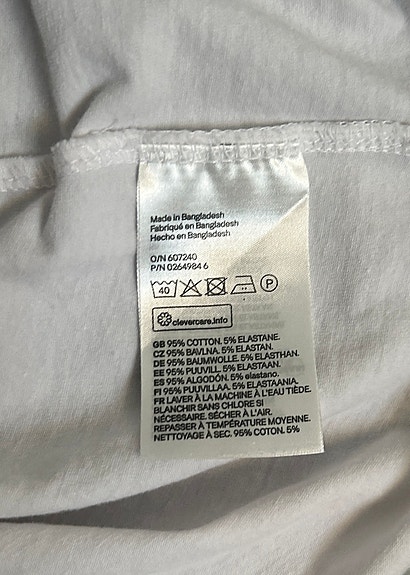 Made in Bangladesh
Fabriqué en Bangladesh
Hecho en Bangladesh
O/N 607240
P/N 0264984 6
40
P
clevercare.info
GB 95% COTTON. 5% ELASTANE.
CZ 95% BAVLNA. 5% ELASTAN.
DE 95% BAUMWOLLE. 5% ELASTHAN.
EE 95% PUUVILL. 5% ELASTAAN.
ES 95% ALGODÓN. 5% elastano.
FI 95% PUUVILLAA. 5% ELASTAANIA.
FR LAVER À LA MACHINE À L'EAU TIÈDE.
BLANCHIR SANS CHLORE SI
NÉCESSAIRE. SÉCHER À L'AIR.
REPASSER À TEMPÉRATURE MOYENNE.
NETTOYAGE À SEC. 95% COTON. 5%